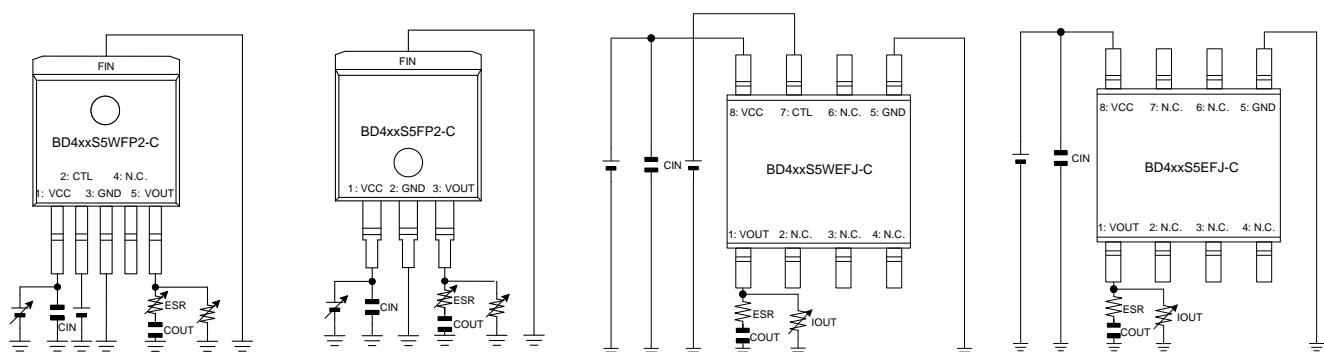 FIN
BD4xxS5WFP2-C
2: CTL 4: N.C.
1: VCC 3: GND 5: VOUT
CIN
ESR
COUT
FIN
BD4xxS5FP2-C
1: VCC 2: GND 3: VOUT
CIN
ESR
COUT
8: VCC 7: CTL 6: N.C. 5: GND
CIN
BD4xxS5WEFJ-C
1: VOUT 2: N.C. 3: N.C. 4: N.C.
ESR
COUT
IOUT
8: VCC 7: N.C. 6: N.C. 5: GND
CIN
BD4xxS5EFJ-C
1: VOUT 2: N.C. 3: N.C. 4: N.C.
ESR
COUT
IOUT